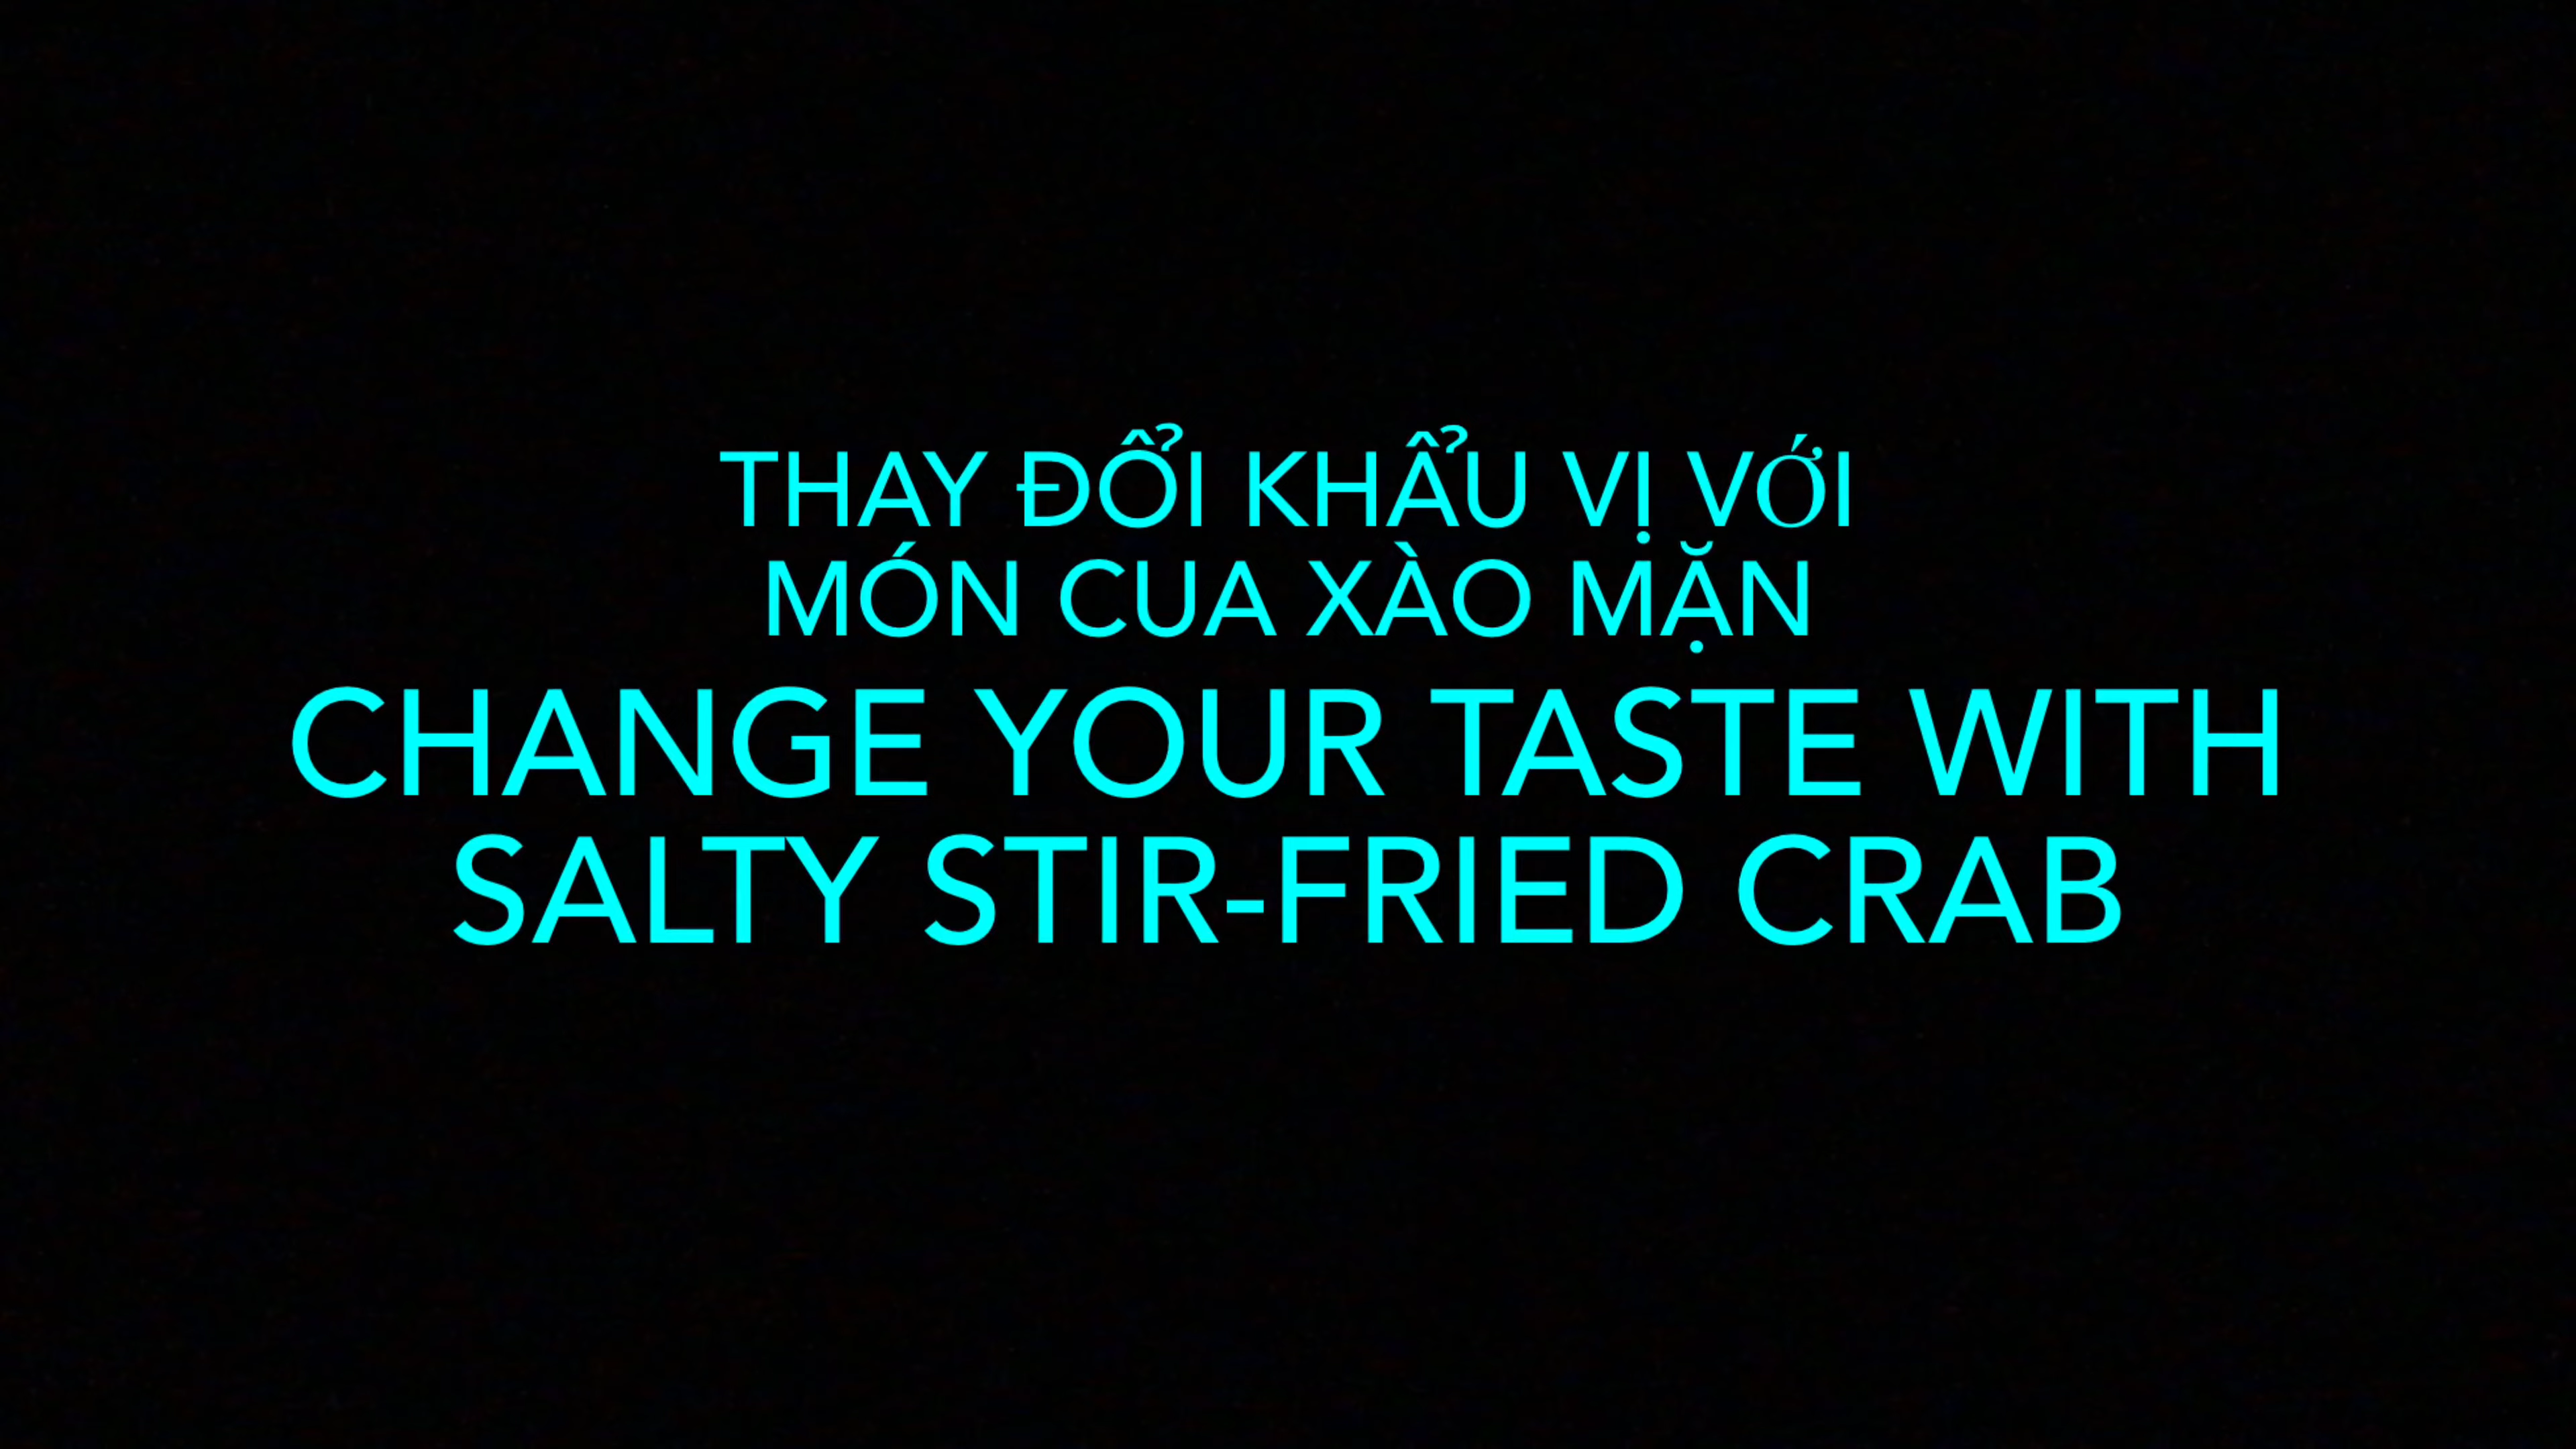 THAY ĐỔI KHẨU VỊ VỚI
MÓN CUA XÀO MẶN
CHANGE YOUR TASTE WITH
SALTY STIR-FRIED CRAB